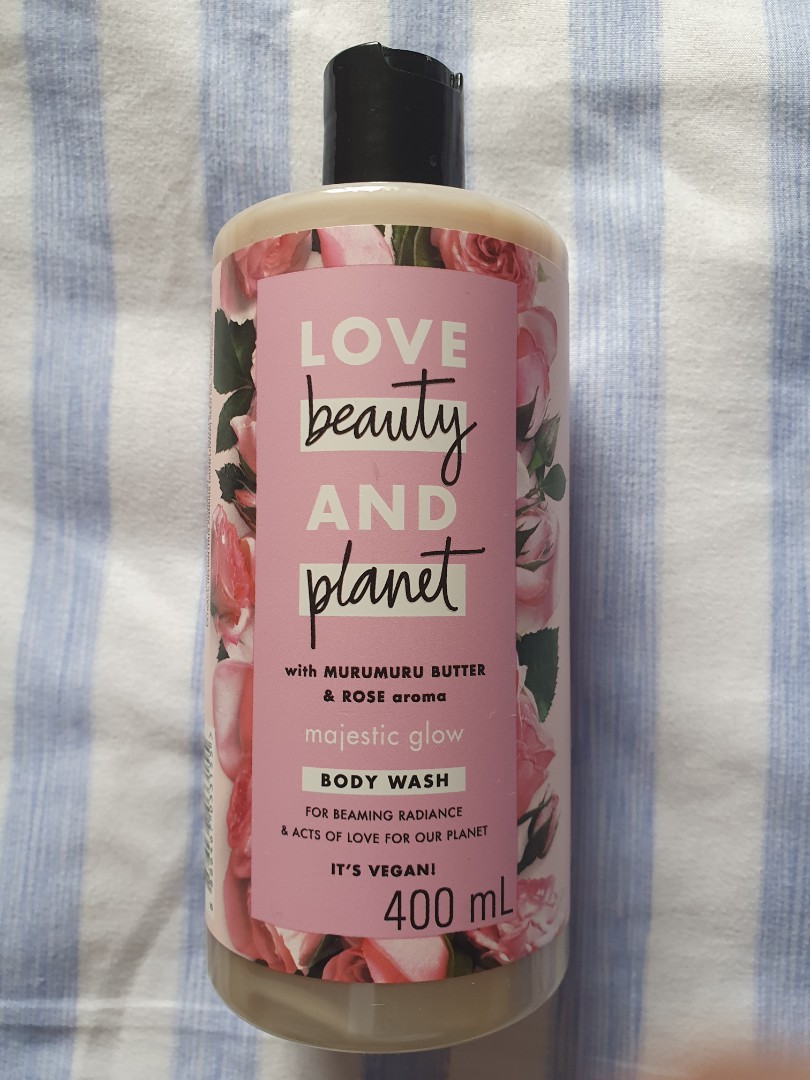 LOVE
beauty
AND
planet
with MURUMURU BUTTER
& ROSE aroma
majestic glow
BODY WASH
FOR BEAMING RADIANCE
& ACTS OF LOVE FOR OUR PLANET
IT'S VEGAN!
400 mL